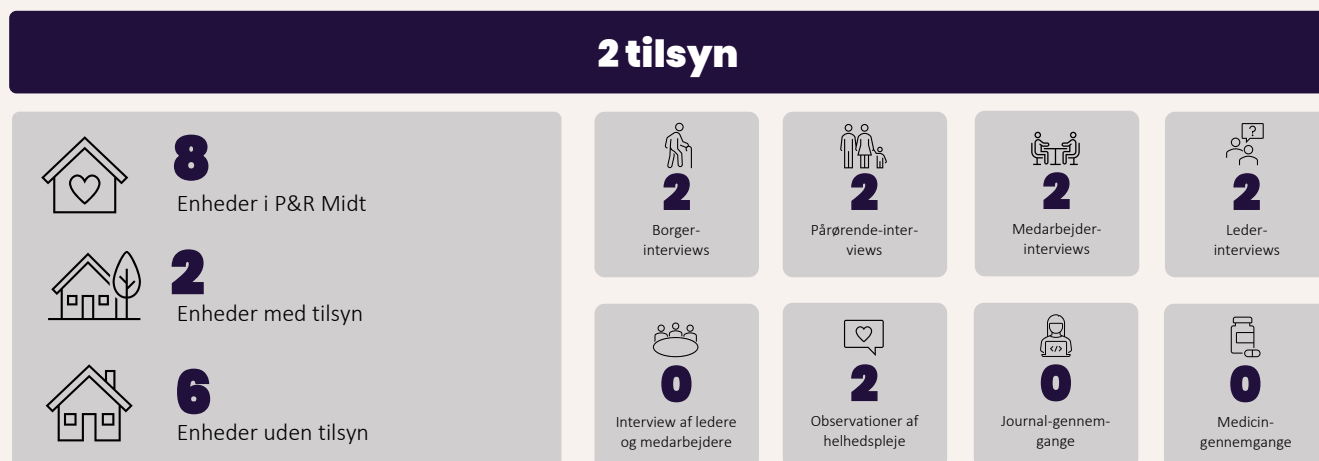 2 tilsyn
8
Enheder i P&R Midt
2
Enheder med tilsyn
6
Enheder uden tilsyn
2
Borger-
interviews
2
Pårørende-inter-
views
2
Medarbejder-
interviews
?
2
Leder-
interviews
0
Interview af ledere
og medarbejdere
2
Observationer af
helhedspleje
</>
0
Journal-gennem-
gange
0
Medicin-
gennemgange